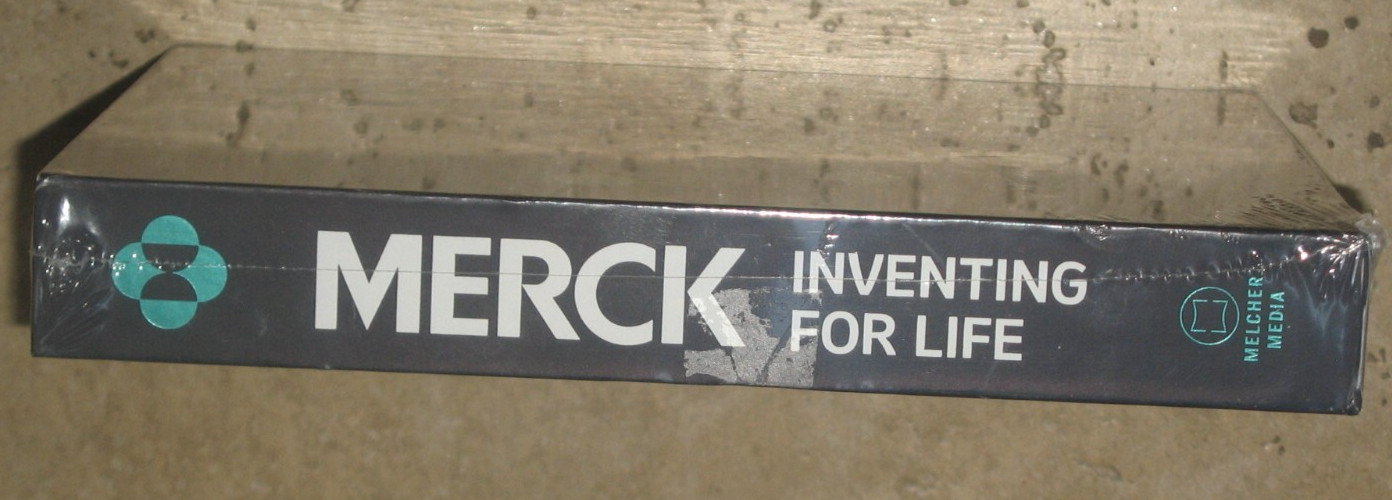 MERCK
INVENTING
FOR LIFE
MELCHER
MEDIA